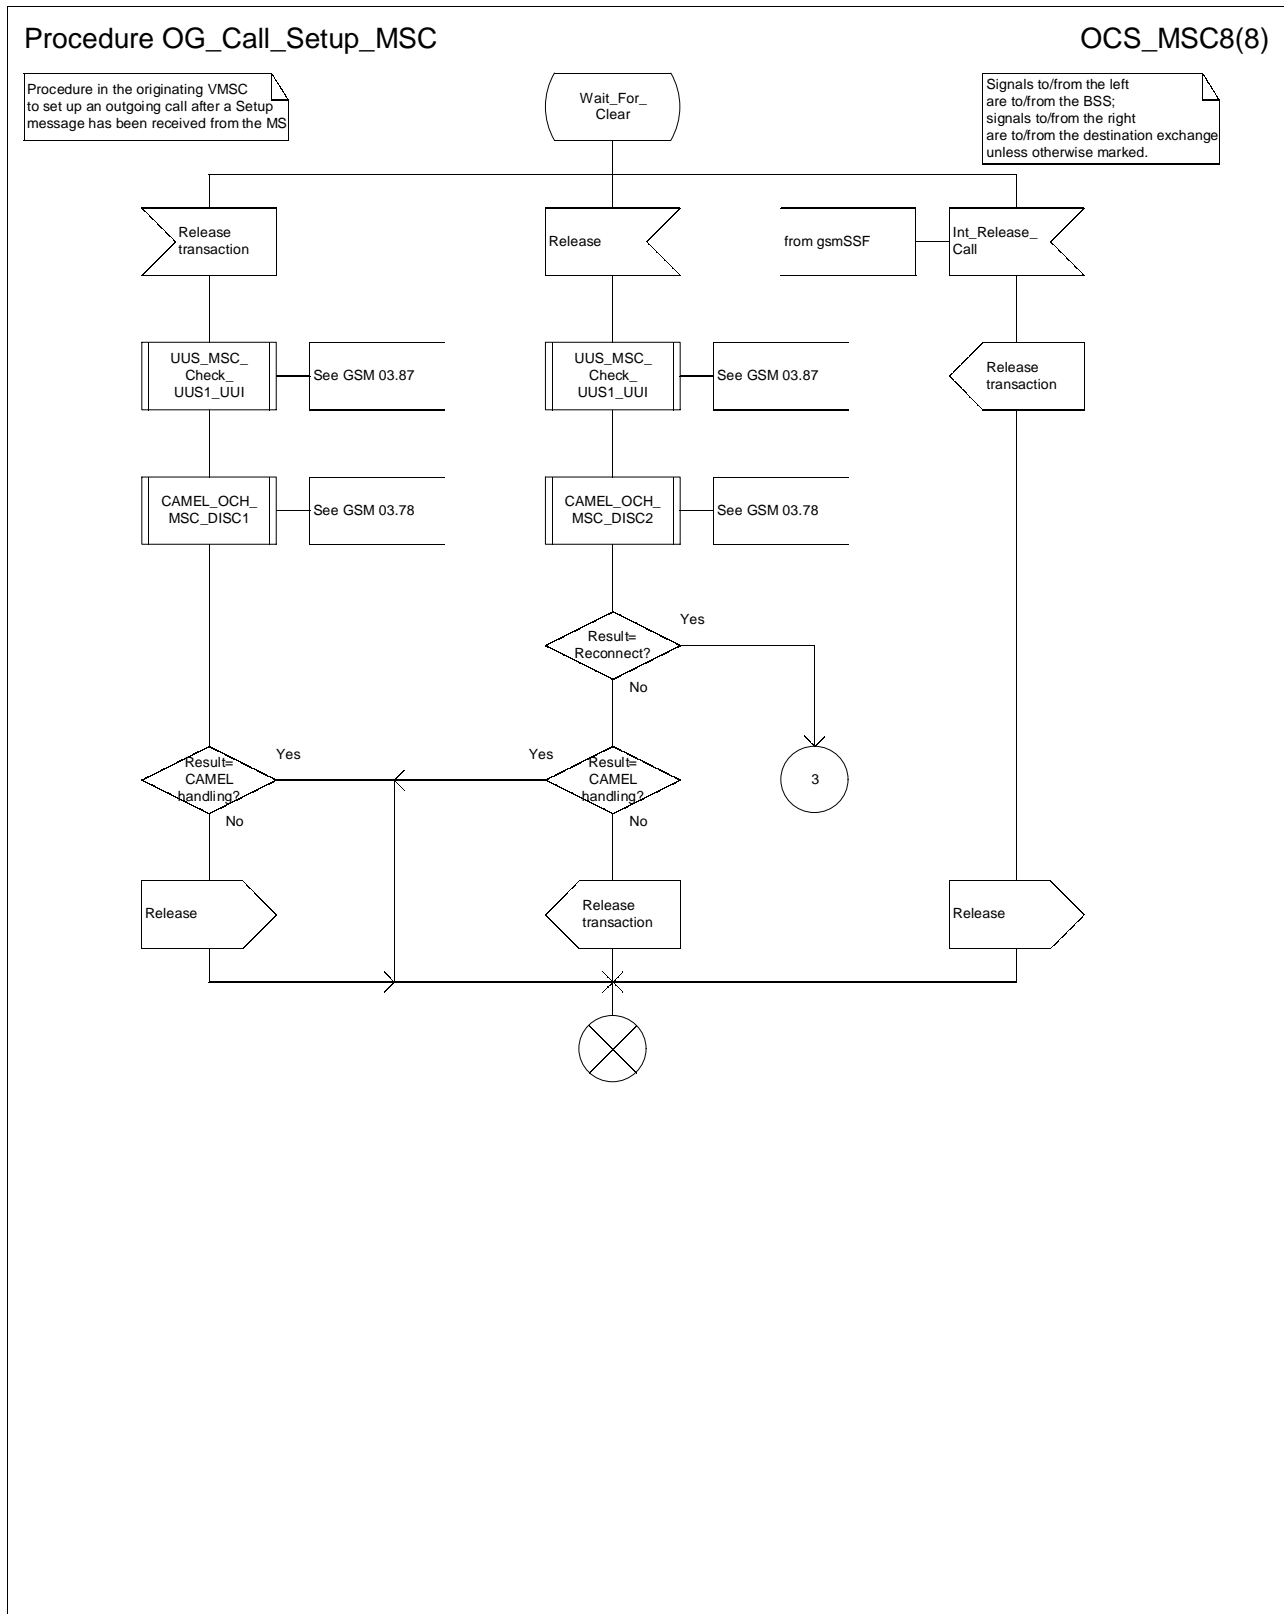 Procedure OG_Call_Setup_MSC
OCS_MSC8(8)
Procedure in the originating VMSC
to set up an outgoing call after a Setup
message has been received from the MS
Wait_For_
Clear
Signals to/from the left
are to/from the BSS;
signals to/from the right
are to/from the destination exchange
unless otherwise marked.
Release
transaction
Release
from gsmSSF
Int_Release_
Call
UUS_MSC_
Check_
UUS1_UUI
See GSM 03.87
UUS_MSC_
Check_
UUS1_UUI
See GSM 03.87
Release
transaction
CAMEL_OCH_
MSC_DISC1
See GSM 03.78
CAMEL_OCH_
MSC_DISC2
See GSM 03.78
Result=
Reconnect?
Yes
No
Result=
CAMEL
handling?
Yes
No
Yes
Result=
CAMEL
handling?
No
3
Release
Release
transaction
Release